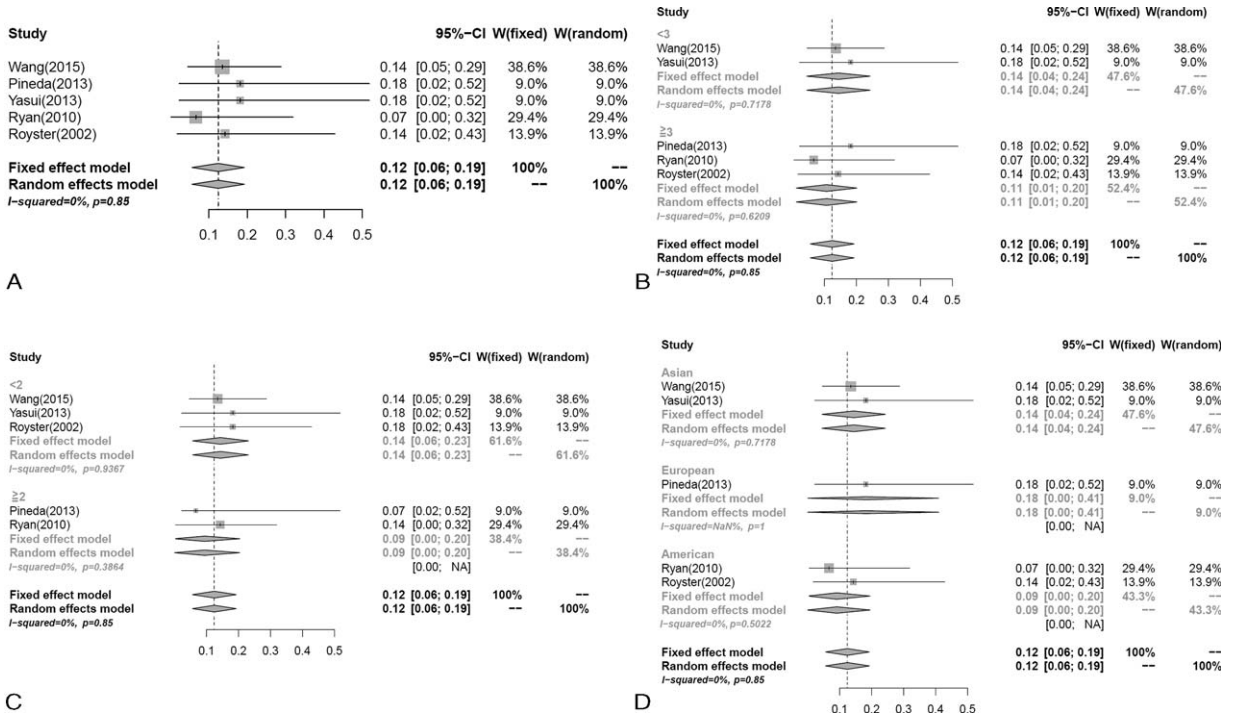 Study 95%-CI W(fixed) W(random)
Wang(2015) 0.14 [0.05; 0.29] 38.6% 38.6%
Pineda(2013) 0.18 [0.02; 0.52] 9.0% 9.0%
Yasui(2013) 0.18 [0.02; 0.52] 9.0% 9.0%
Ryan(2010) 0.07 [0.00; 0.32] 29.4% 29.4%
Royster(2002) 0.14 [0.02; 0.43] 13.9% 13.9%
Fixed effect model 0.12 [0.06; 0.19] 100% --
Random effects model 0.12 [0.06; 0.19] -- 100%
I-squared=0%, p=0.85
0.1 0.2 0.3 0.4 0.5
A
Study 95%-CI W(fixed) W(random)
<3
Wang(2015) 0.14 [0.05; 0.29] 38.6% 38.6%
Yasui(2013) 0.18 [0.02; 0.52] 9.0% 9.0%
Fixed effect model 0.14 [0.04; 0.24] 47.6% --
Random effects model 0.14 [0.04; 0.24] -- 47.6%
I-squared=0%, p=0.7178
≧3
Pineda(2013) 0.18 [0.02; 0.52] 9.0% 9.0%
Ryan(2010) 0.07 [0.00; 0.32] 29.4% 29.4%
Royster(2002) 0.14 [0.02; 0.43] 13.9% 13.9%
Fixed effect model 0.11 [0.01; 0.20] 52.4% --
Random effects model 0.11 [0.01; 0.20] -- 52.4%
I-squared=0%, p=0.6209
Fixed effect model 0.12 [0.06; 0.19] 100% --
Random effects model 0.12 [0.06; 0.19] -- 100%
I-squared=0%, p=0.85
0.1 0.2 0.3 0.4 0.5
B
Study 95%-CI W(fixed) W(random)
<2
Wang(2015) 0.14 [0.05; 0.29] 38.6% 38.6%
Yasui(2013) 0.18 [0.02; 0.52] 9.0% 9.0%
Royster(2002) 0.18 [0.02; 0.43] 13.9% 13.9%
Fixed effect model 0.14 [0.06; 0.23] 61.6% --
Random effects model 0.14 [0.06; 0.23] -- 61.6%
I-squared=0%, p=0.9367
≧2
Pineda(2013) 0.07 [0.02; 0.52] 9.0% 9.0%
Ryan(2010) 0.14 [0.00; 0.32] 29.4% 29.4%
Fixed effect model 0.09 [0.00; 0.20] 38.4% --
Random effects model 0.09 [0.00; 0.20] -- 38.4%
I-squared=0%, p=0.3864 [0.00; NA]
Fixed effect model 0.12 [0.06; 0.19] 100% --
Random effects model 0.12 [0.06; 0.19] -- 100%
I-squared=0%, p=0.85
0.1 0.2 0.3 0.4 0.5
C
Study 95%-CI W(fixed) W(random)
Asian
Wang(2015) 0.14 [0.05; 0.29] 38.6% 38.6%
Yasui(2013) 0.18 [0.02; 0.52] 9.0% 9.0%
Fixed effect model 0.14 [0.04; 0.24] 47.6% --
Random effects model 0.14 [0.04; 0.24] -- 47.6%
I-squared=0%, p=0.7178
European
Pineda(2013) 0.18 [0.02; 0.52] 9.0% 9.0%
Fixed effect model 0.18 [0.00; 0.41] 9.0% --
Random effects model 0.18 [0.00; 0.41] -- 9.0%
I-squared=NaN%, p=1 [0.00; NA]
American
Ryan(2010) 0.07 [0.00; 0.32] 29.4% 29.4%
Royster(2002) 0.14 [0.02; 0.43] 13.9% 13.9%
Fixed effect model 0.09 [0.00; 0.20] 43.3% --
Random effects model 0.09 [0.00; 0.20] -- 43.3%
I-squared=0%, p=0.5022 [0.00; NA]
Fixed effect model 0.12 [0.06; 0.19] 100% --
Random effects model 0.12 [0.06; 0.19] -- 100%
I-squared=0%, p=0.85
0.1 0.2 0.3 0.4 0.5
D